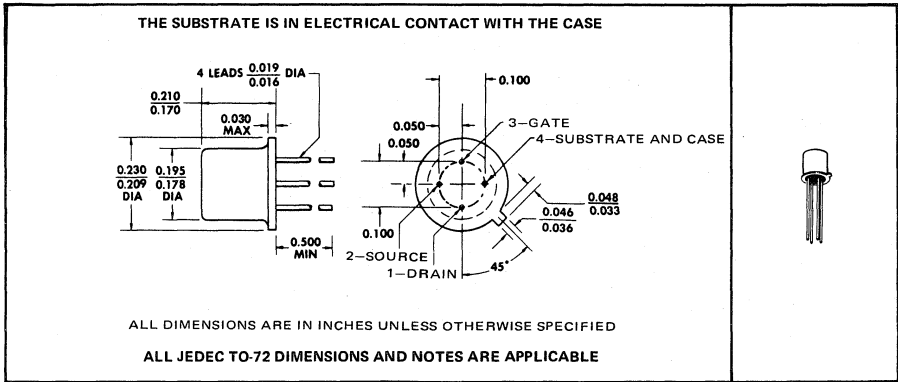 THE SUBSTRATE IS IN ELECTRICAL CONTACT WITH THE CASE
4 LEADS 0.019/0.016 DIA
0.100
0.210/0.170
0.030 MAX
0.050
3–GATE
0.050
4–SUBSTRATE AND CASE
0.230/0.209 DIA
0.195/0.178 DIA
0.048/0.033
0.046/0.036
0.100
0.500 MIN
2–SOURCE
1–DRAIN
45°
ALL DIMENSIONS ARE IN INCHES UNLESS OTHERWISE SPECIFIED
ALL JEDEC TO-72 DIMENSIONS AND NOTES ARE APPLICABLE